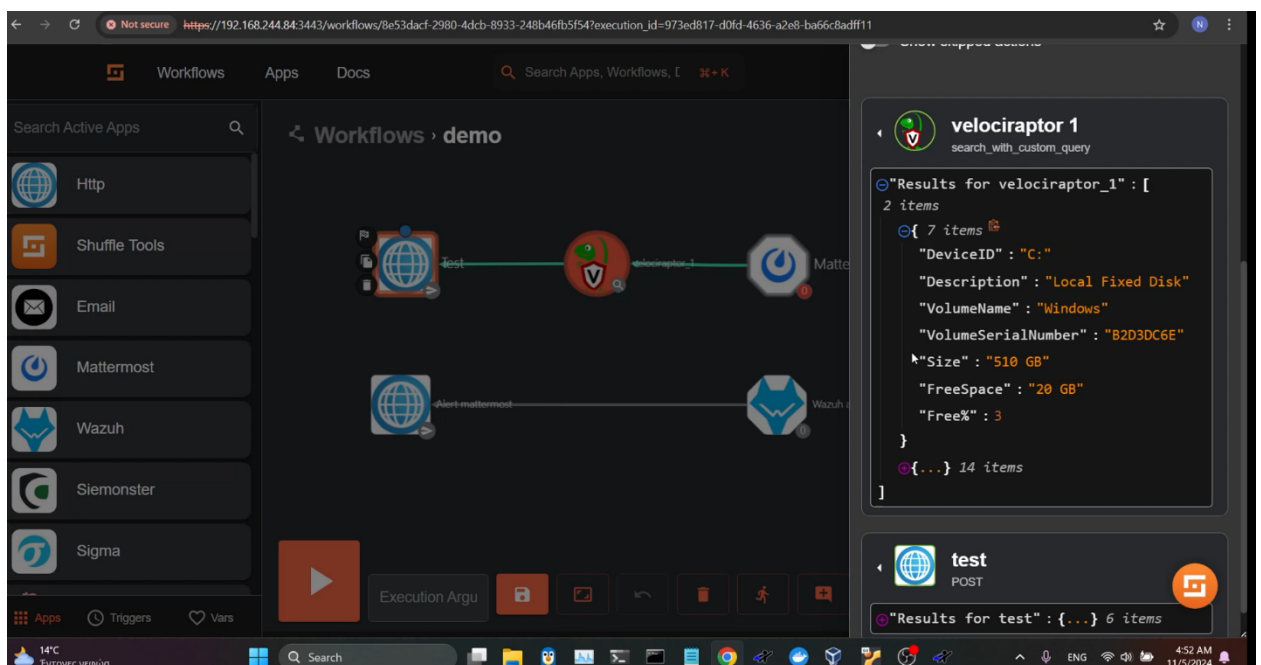 Not secure https://192.168.244.84:3443/workflows/8e53dacf-2980-4dcb-8933-248b46fb5f54?execution_id=973ed817-d0fd-4636-a2e8-ba66c8adff11
N
Workflows Apps Docs
Search Apps, Workflows, D ⌘+ K
Show skipped actions
Search Active Apps
Http
Shuffle Tools
Email
Mattermost
Wazuh
Siemonster
Sigma
Apps Triggers Vars
Workflows › demo
Test
velociraptor_1
Matte
0
Alert mattermost
Wazuh a
0
Execution Argu
velociraptor 1
search_with_custom_query
"Results for velociraptor_1" : [
2 items
{ 7 items
"DeviceID" : "C:"
"Description" : "Local Fixed Disk"
"VolumeName" : "Windows"
"VolumeSerialNumber" : "B2D3DC6E"
"Size" : "510 GB"
"FreeSpace" : "20 GB"
"Free%" : 3
}
{...} 14 items
]
test
POST
"Results for test" : {...} 6 items
14°C
Search
ENG
4:52 AM
11/5/2024